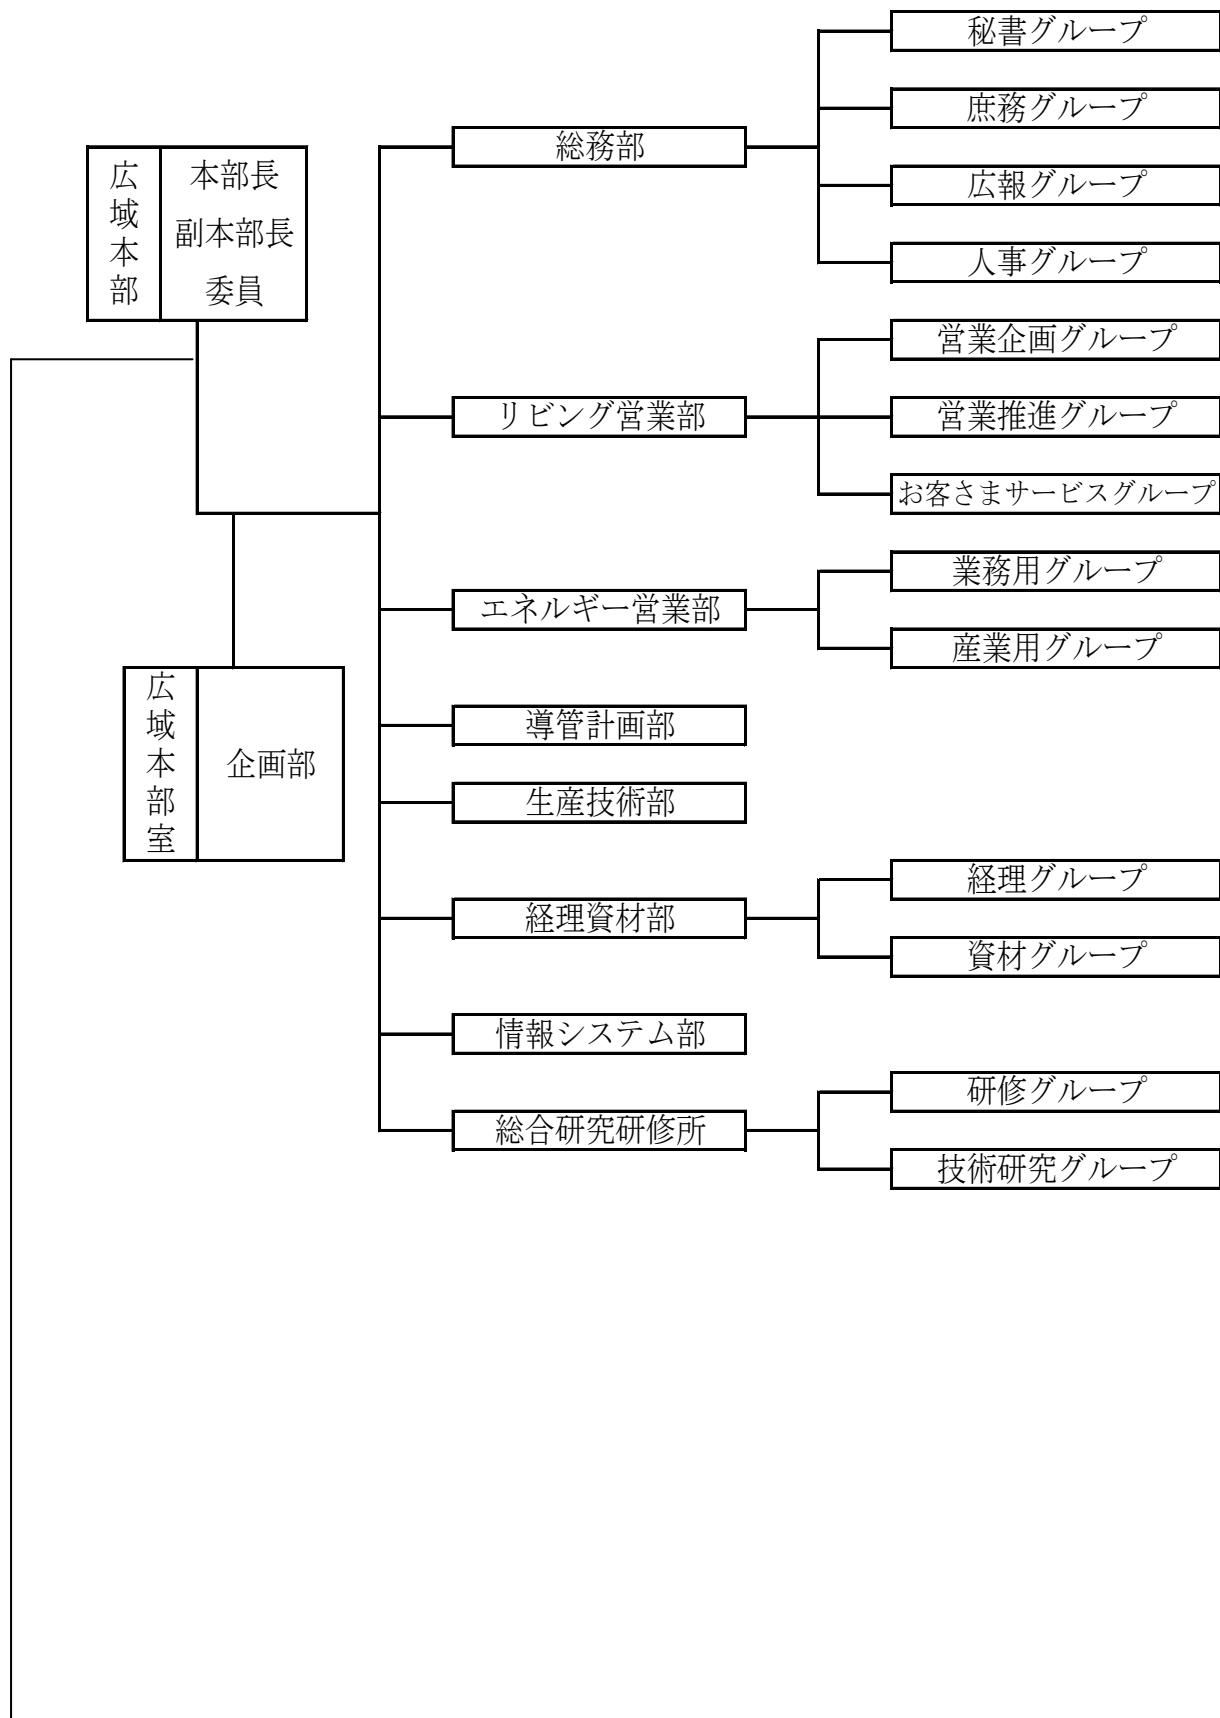 広域本部
本部長
副本部長
委員
広域本部室
企画部
総務部
秘書グループ
庶務グループ
広報グループ
人事グループ
リビング営業部
営業企画グループ
営業推進グループ
お客さまサービスグループ
エネルギー営業部
業務用グループ
産業用グループ
導管計画部
生産技術部
経理資材部
経理グループ
資材グループ
情報システム部
総合研究研修所
研修グループ
技術研究グループ